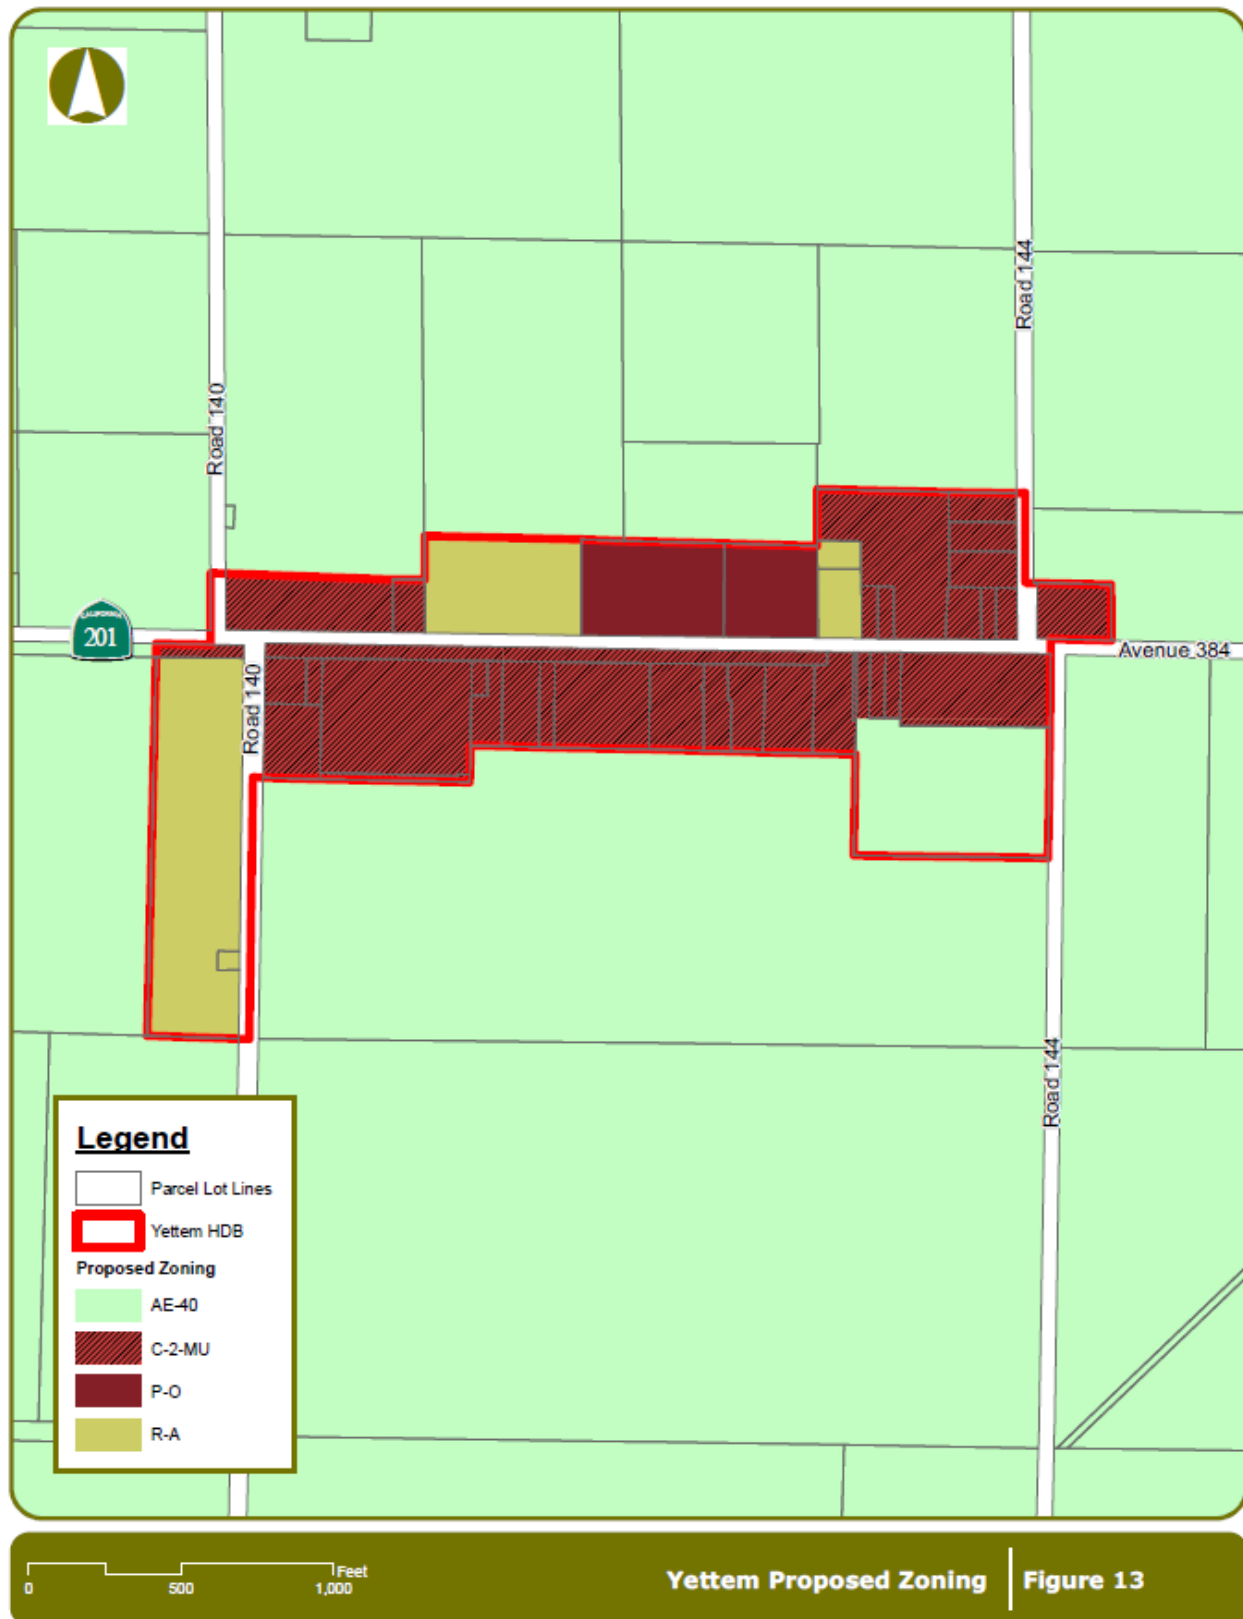 Road 144
Road 140
CALIFORNIA
201
Avenue 384
Road 140
Road 144
Legend
Parcel Lot Lines
Yettem HDB
Proposed Zoning
AE-40
C-2-MU
P-O
R-A
Feet
0 500 1,000
Yettem Proposed Zoning Figure 13